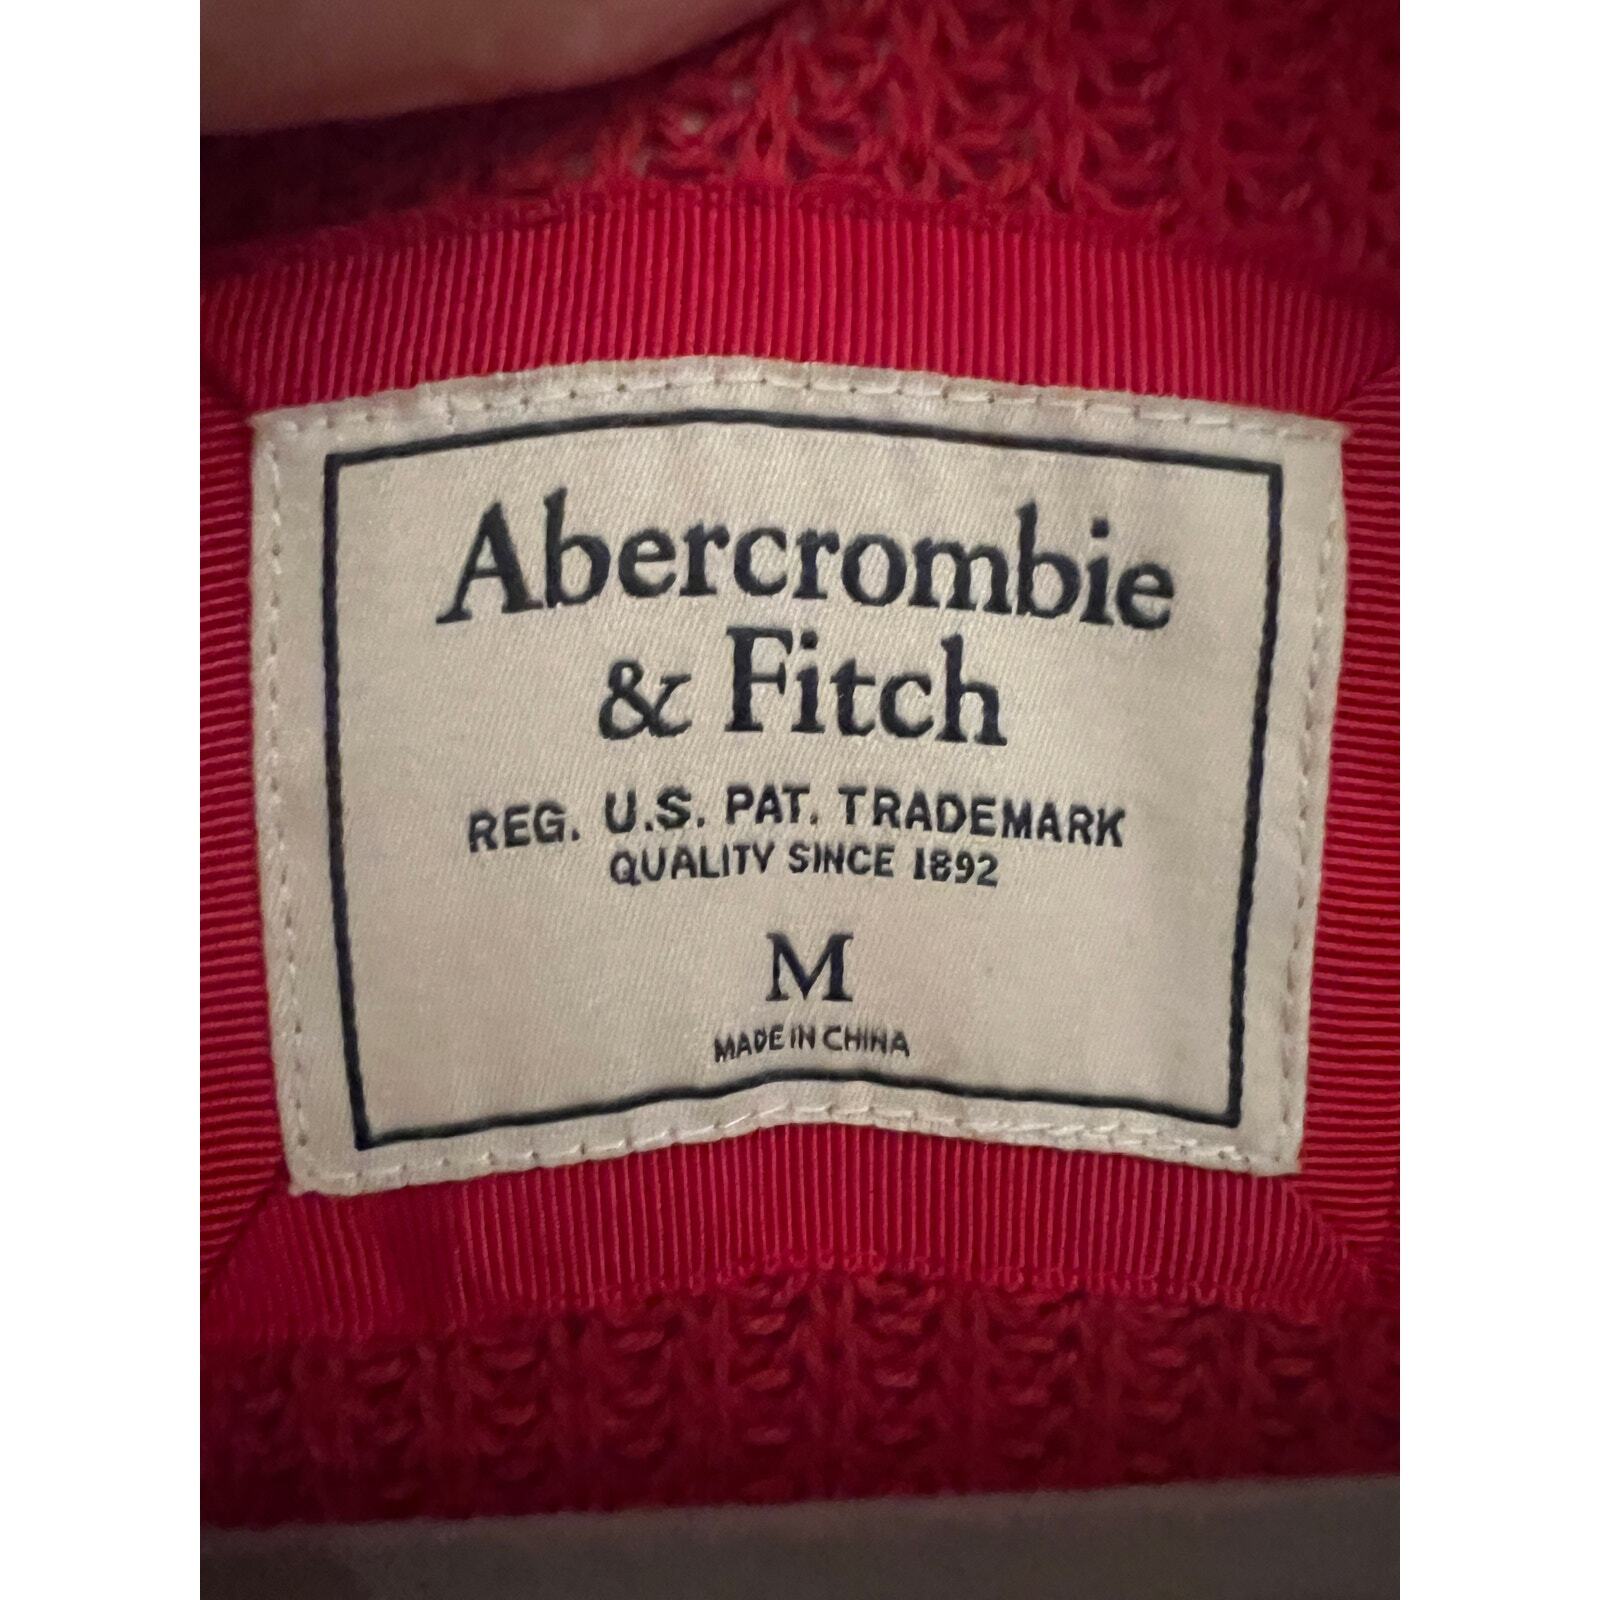 Abercrombie
& Fitch
REG. U.S. PAT. TRADEMARK
QUALITY SINCE 1892
M
MADE IN CHINA